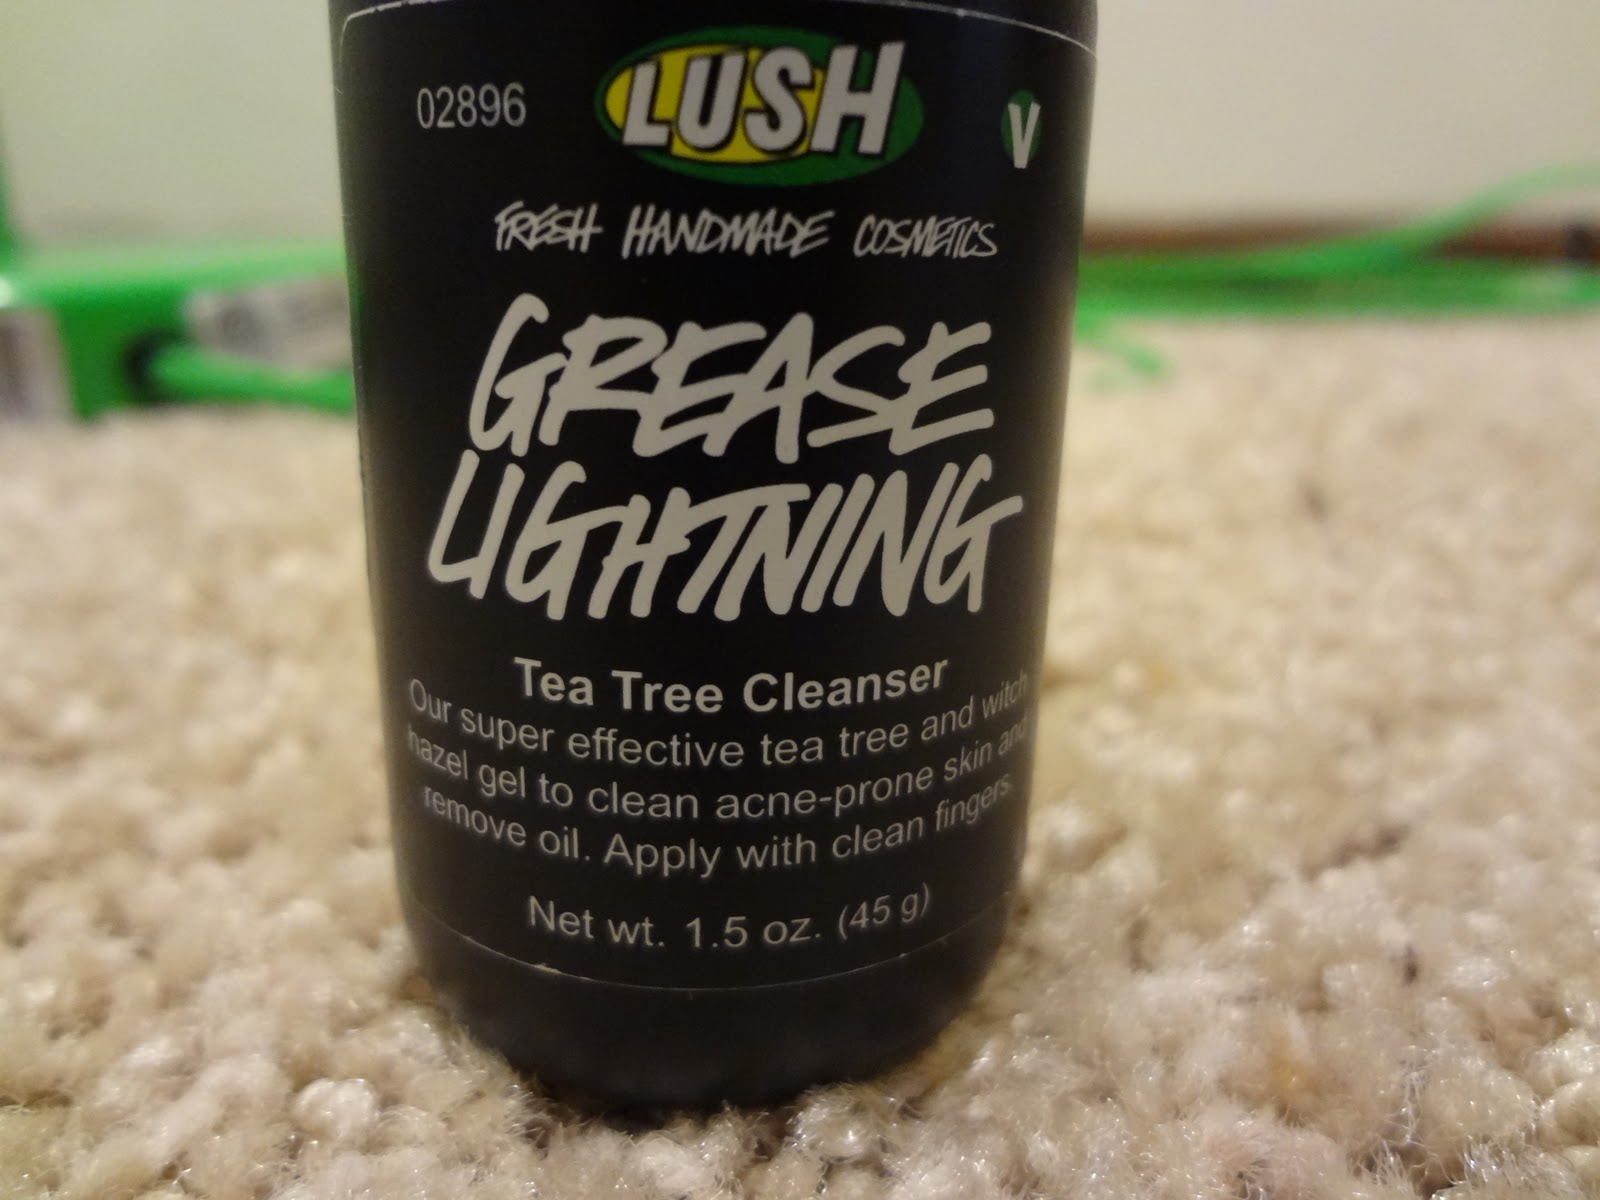 02896
LUSH
V
FRESH HANDMADE COSMETICS
GREASE
LIGHTNING
Tea Tree Cleanser
Our super effective tea tree and witch
hazel gel to clean acne-prone skin and
remove oil. Apply with clean fingers.
Net wt. 1.5 oz. (45 g)